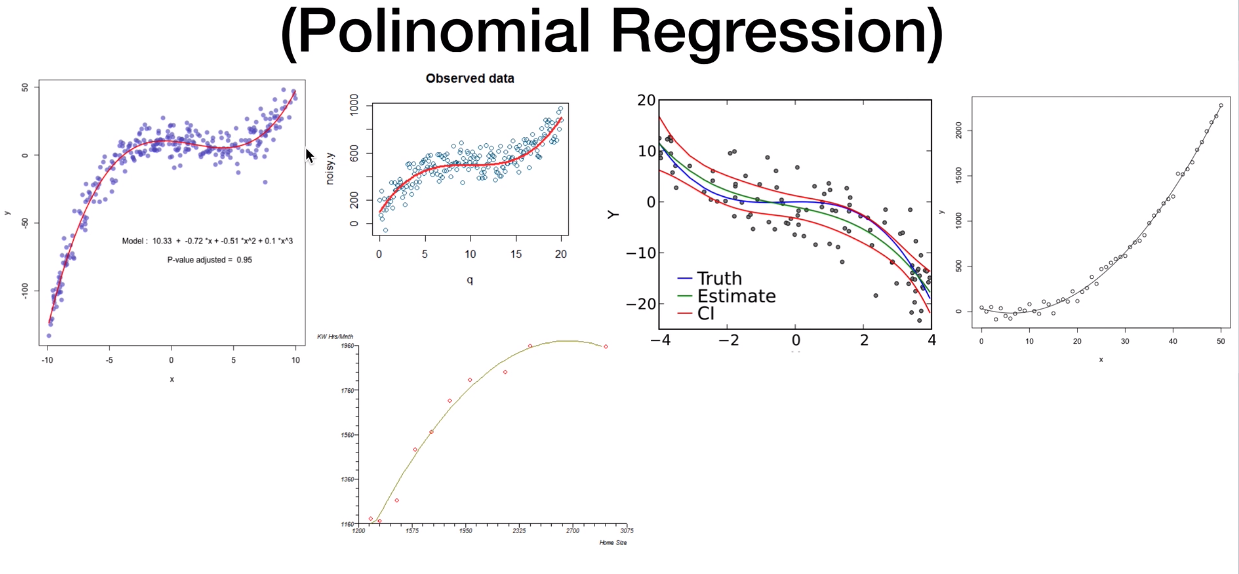 (Polinomial Regression)
50
0
-50
-100
y
Model : 10.33 + -0.72 *x + -0.51 *x^2 + 0.1 *x^3
P-value adjusted = 0.95
-10 -5 0 5 10
x
Observed data
1000
600
200
0
noisy.y
0 5 10 15 20
q
20
10
0
−10
−20
Y
Truth
Estimate
CI
−4 −2 0 2 4
2000
1500
1000
500
0
y
0 10 20 30 40 50
x
KW Hrs/Mnth
1960
1760
1560
1360
1160
1200 1575 1950 2325 2700 3075
Home Size